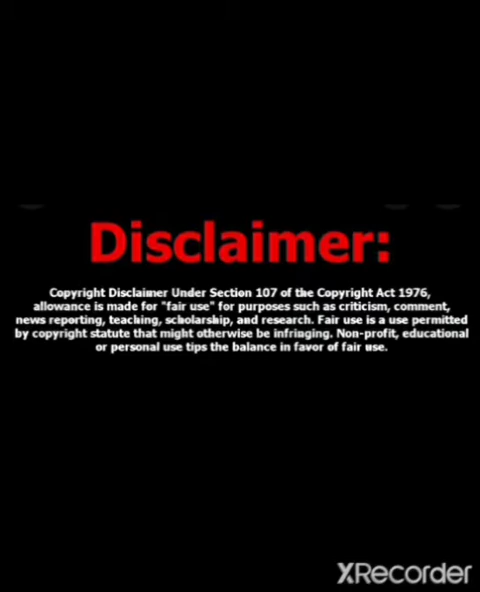 Disclaimer:
Copyright Disclaimer Under Section 107 of the Copyright Act 1976,
allowance is made for "fair use" for purposes such as criticism, comment,
news reporting, teaching, scholarship, and research. Fair use is a use permitted
by copyright statute that might otherwise be infringing. Non-profit, educational
or personal use tips the balance in favor of fair use.
XRecorder